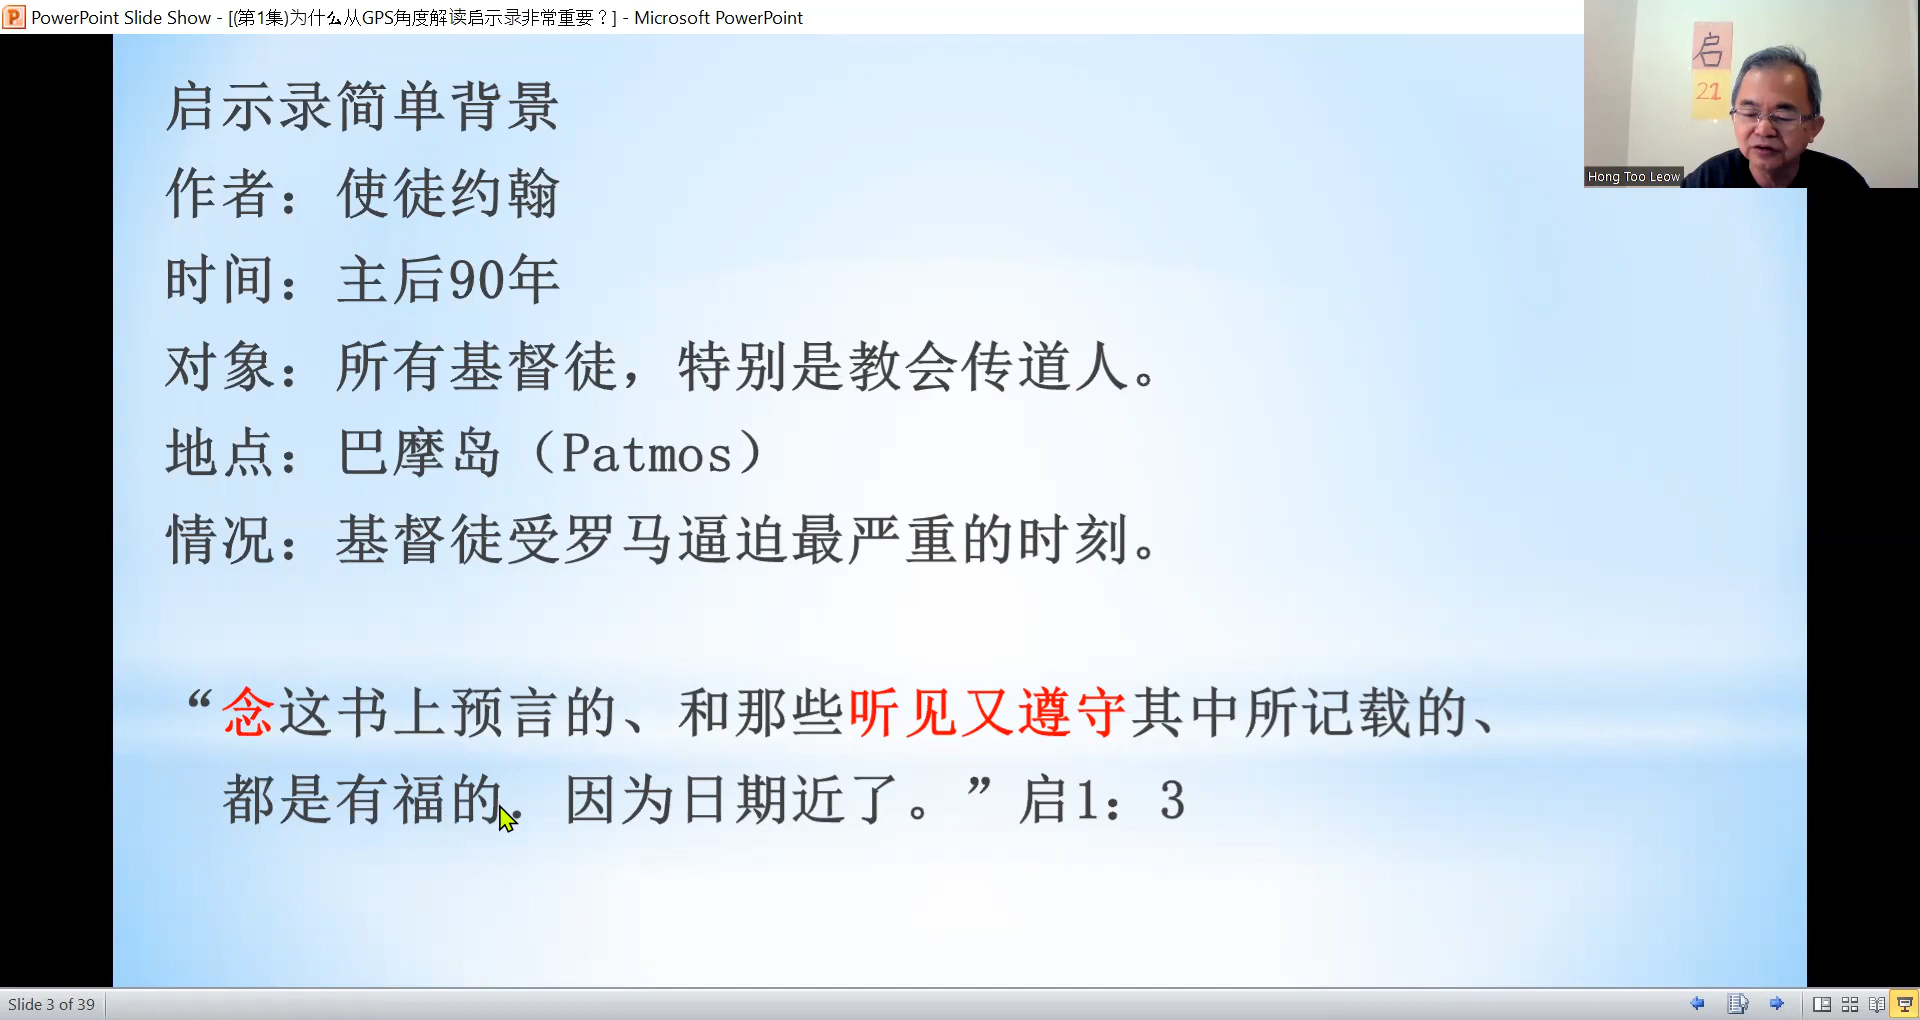 PowerPoint Slide Show - [(第1集)为什么从GPS角度解读启示录非常重要？] - Microsoft PowerPoint
启
21
Hong Too Leow
启示录简单背景
作者：使徒约翰
时间：主后90年
对象：所有基督徒，特别是教会传道人。
地点：巴摩岛（Patmos）
情况：基督徒受罗马逼迫最严重的时刻。
“念这书上预言的、和那些听见又遵守其中所记载的、
都是有福的．因为日期近了。”启1：3
Slide 3 of 39